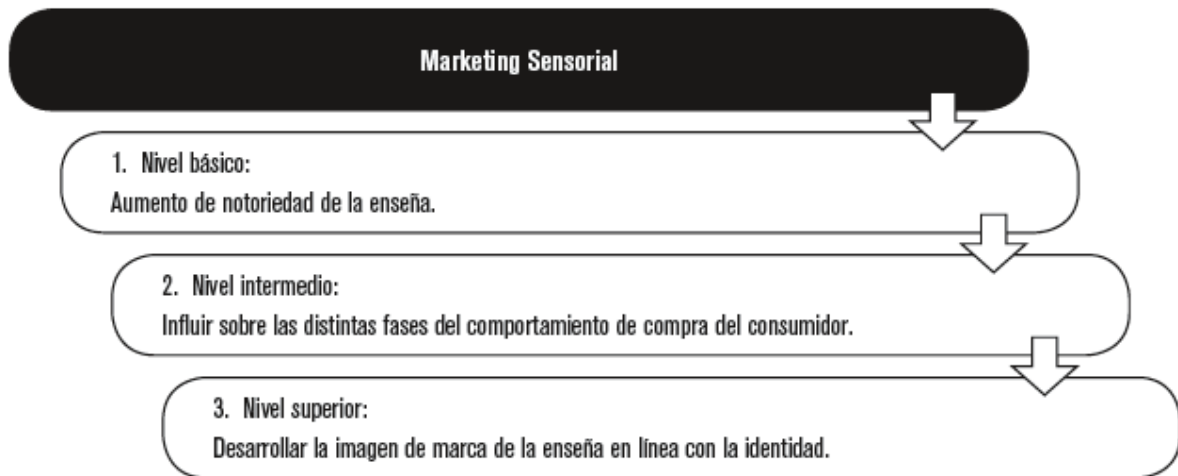 Marketing Sensorial
1. Nivel básico:
Aumento de notoriedad de la enseña.
2. Nivel intermedio:
Influir sobre las distintas fases del comportamiento de compra del consumidor.
3. Nivel superior:
Desarrollar la imagen de marca de la enseña en línea con la identidad.